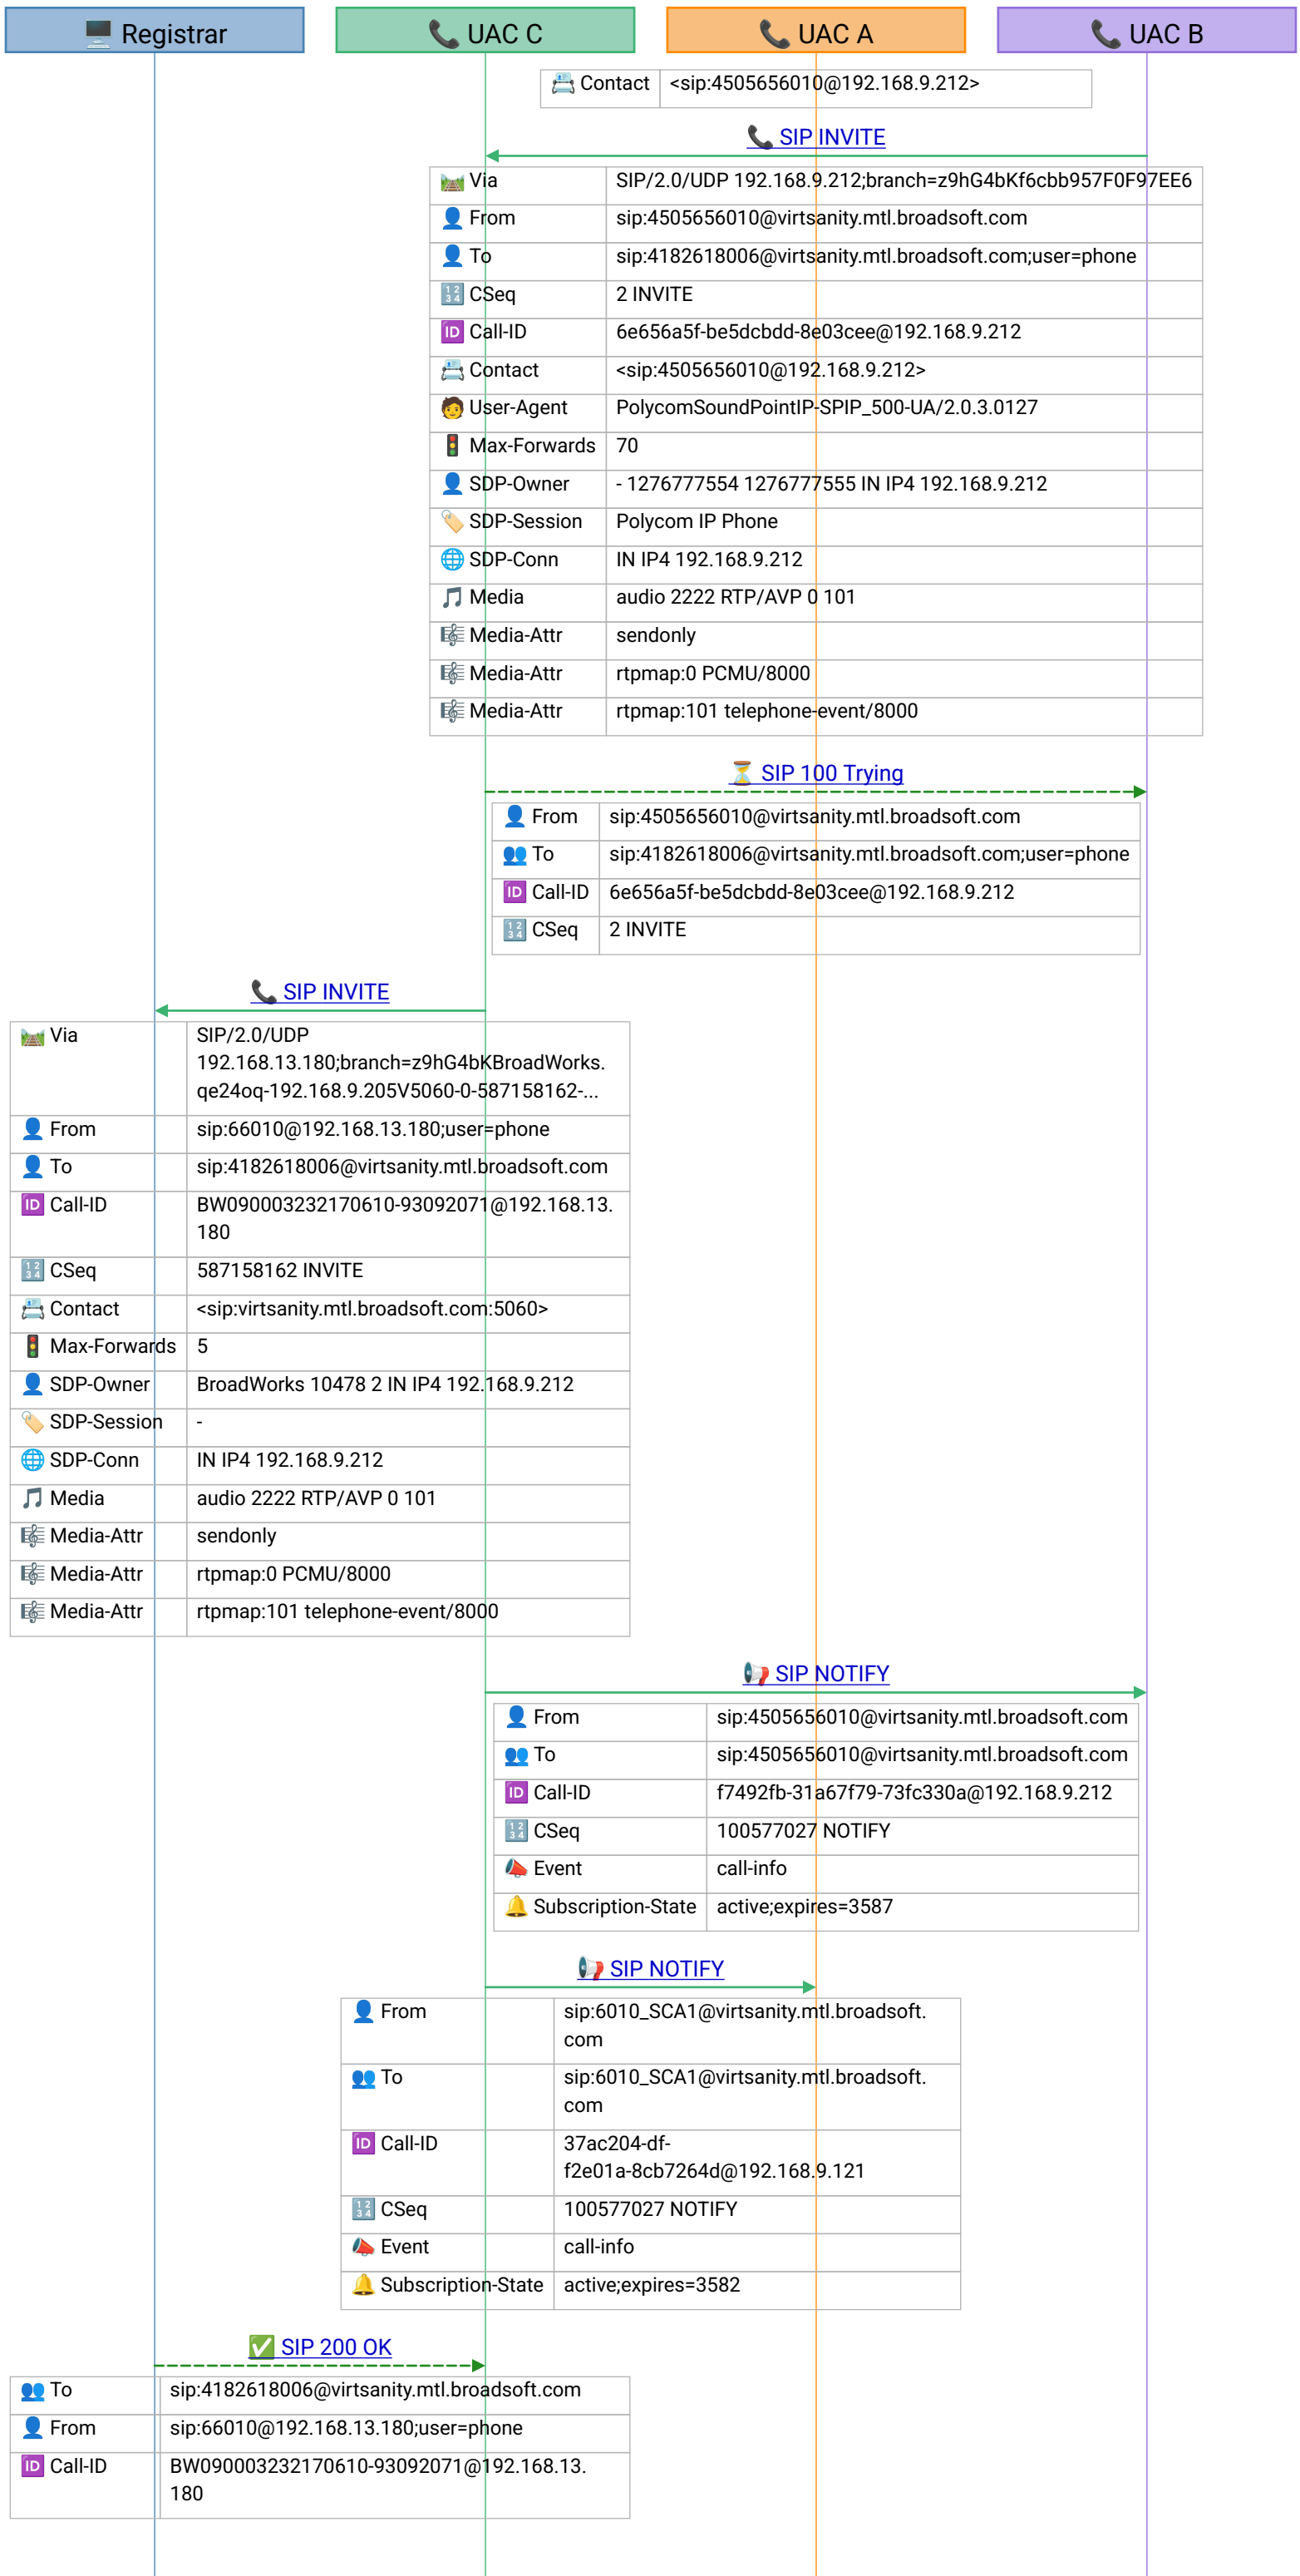 Registrar
UAC C
UAC A
UAC B
Contact <sip:4505656010@192.168.9.212>
SIP INVITE
Via SIP/2.0/UDP 192.168.9.212;branch=z9hG4bKf6cbb957F0F97EE6
From sip:4505656010@virtsanity.mtl.broadsoft.com
To sip:4182618006@virtsanity.mtl.broadsoft.com;user=phone
CSeq 2 INVITE
Call-ID 6e656a5f-be5dcbdd-8e03cee@192.168.9.212
Contact <sip:4505656010@192.168.9.212>
User-Agent PolycomSoundPointIP-SPIP_500-UA/2.0.3.0127
Max-Forwards 70
SDP-Owner - 1276777554 1276777555 IN IP4 192.168.9.212
SDP-Session Polycom IP Phone
SDP-Conn IN IP4 192.168.9.212
Media audio 2222 RTP/AVP 0 101
Media-Attr sendonly
Media-Attr rtpmap:0 PCMU/8000
Media-Attr rtpmap:101 telephone-event/8000
SIP 100 Trying
From sip:4505656010@virtsanity.mtl.broadsoft.com
To sip:4182618006@virtsanity.mtl.broadsoft.com;user=phone
Call-ID 6e656a5f-be5dcbdd-8e03cee@192.168.9.212
CSeq 2 INVITE
SIP INVITE
Via SIP/2.0/UDP
192.168.13.180;branch=z9hG4bKBroadWorks.
qe24oq-192.168.9.205V5060-0-587158162-...
From sip:66010@192.168.13.180;user=phone
To sip:4182618006@virtsanity.mtl.broadsoft.com
Call-ID BW090003232170610-93092071@192.168.13.
180
CSeq 587158162 INVITE
Contact <sip:virtsanity.mtl.broadsoft.com:5060>
Max-Forwards 5
SDP-Owner BroadWorks 10478 2 IN IP4 192.168.9.212
SDP-Session -
SDP-Conn IN IP4 192.168.9.212
Media audio 2222 RTP/AVP 0 101
Media-Attr sendonly
Media-Attr rtpmap:0 PCMU/8000
Media-Attr rtpmap:101 telephone-event/8000
SIP NOTIFY
From sip:4505656010@virtsanity.mtl.broadsoft.com
To sip:4505656010@virtsanity.mtl.broadsoft.com
Call-ID f7492fb-31a67f79-73fc330a@192.168.9.212
CSeq 100577027 NOTIFY
Event call-info
Subscription-State active;expires=3587
SIP NOTIFY
From sip:6010_SCA1@virtsanity.mtl.broadsoft.
com
To sip:6010_SCA1@virtsanity.mtl.broadsoft.
com
Call-ID 37ac204-df-
f2e01a-8cb7264d@192.168.9.121
CSeq 100577027 NOTIFY
Event call-info
Subscription-State active;expires=3582
SIP 200 OK
To sip:4182618006@virtsanity.mtl.broadsoft.com
From sip:66010@192.168.13.180;user=phone
Call-ID BW090003232170610-93092071@192.168.13.
180